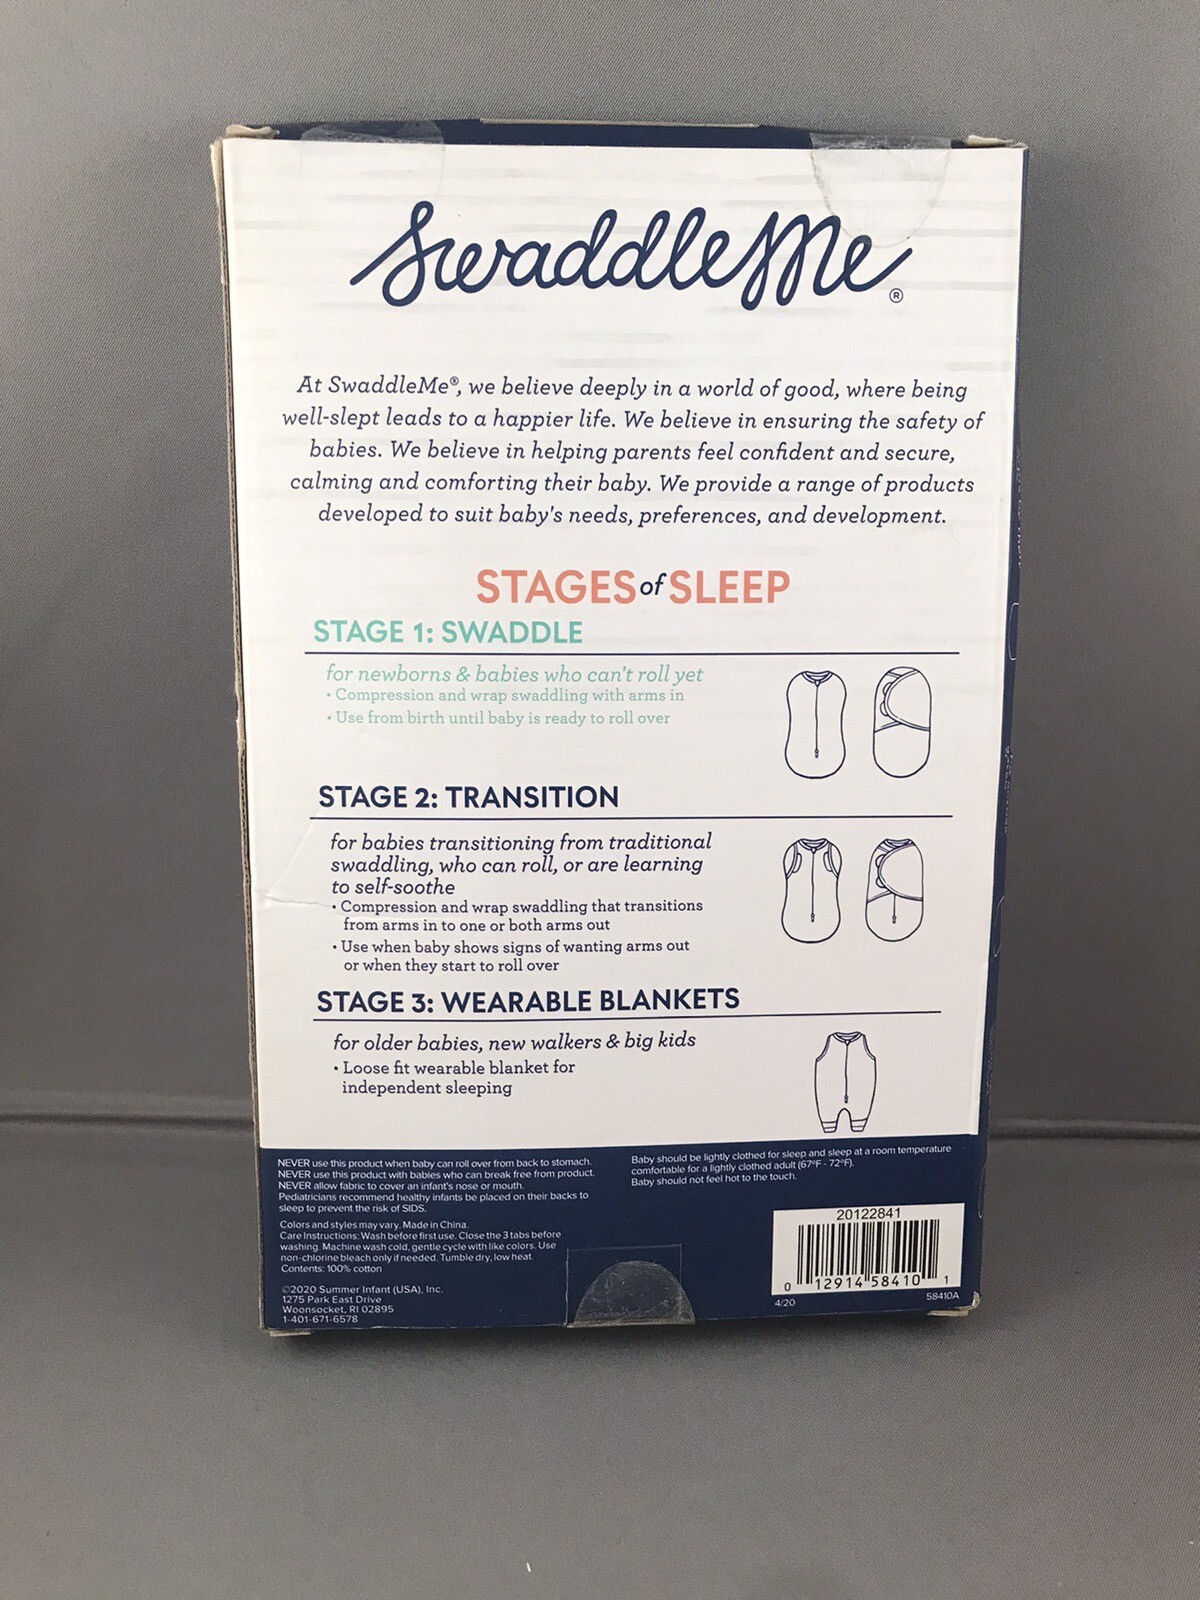 SwaddleMe®
At SwaddleMe®, we believe deeply in a world of good, where being
well-slept leads to a happier life. We believe in ensuring the safety of
babies. We believe in helping parents feel confident and secure,
calming and comforting their baby. We provide a range of products
developed to suit baby's needs, preferences, and development.
STAGES of SLEEP
STAGE 1: SWADDLE
for newborns & babies who can't roll yet
• Compression and wrap swaddling with arms in
• Use from birth until baby is ready to roll over
STAGE 2: TRANSITION
for babies transitioning from traditional
swaddling, who can roll, or are learning
to self-soothe
• Compression and wrap swaddling that transitions
from arms in to one or both arms out
• Use when baby shows signs of wanting arms out
or when they start to roll over
STAGE 3: WEARABLE BLANKETS
for older babies, new walkers & big kids
• Loose fit wearable blanket for
independent sleeping
NEVER use this product when baby can roll over from back to stomach.
NEVER use this product with babies who can break free from product.
NEVER allow fabric to cover an infant's nose or mouth.
Pediatricians recommend healthy infants be placed on their backs to
sleep to prevent the risk of SIDS.
Colors and styles may vary. Made in China.
Care Instructions: Wash before first use. Close the 3 tabs before
washing. Machine wash cold, gentle cycle with like colors. Use
non-chlorine bleach only if needed. Tumble dry, low heat.
Contents: 100% cotton
©2020 Summer Infant (USA), Inc.
1275 Park East Drive
Woonsocket, RI 02895
1-401-671-6578
Baby should be lightly clothed for sleep and sleep at a room temperature
comfortable for a lightly clothed adult (67°F - 72°F).
Baby should not feel hot to the touch.
20122841
0 12914 58410 1
4/20
58410A